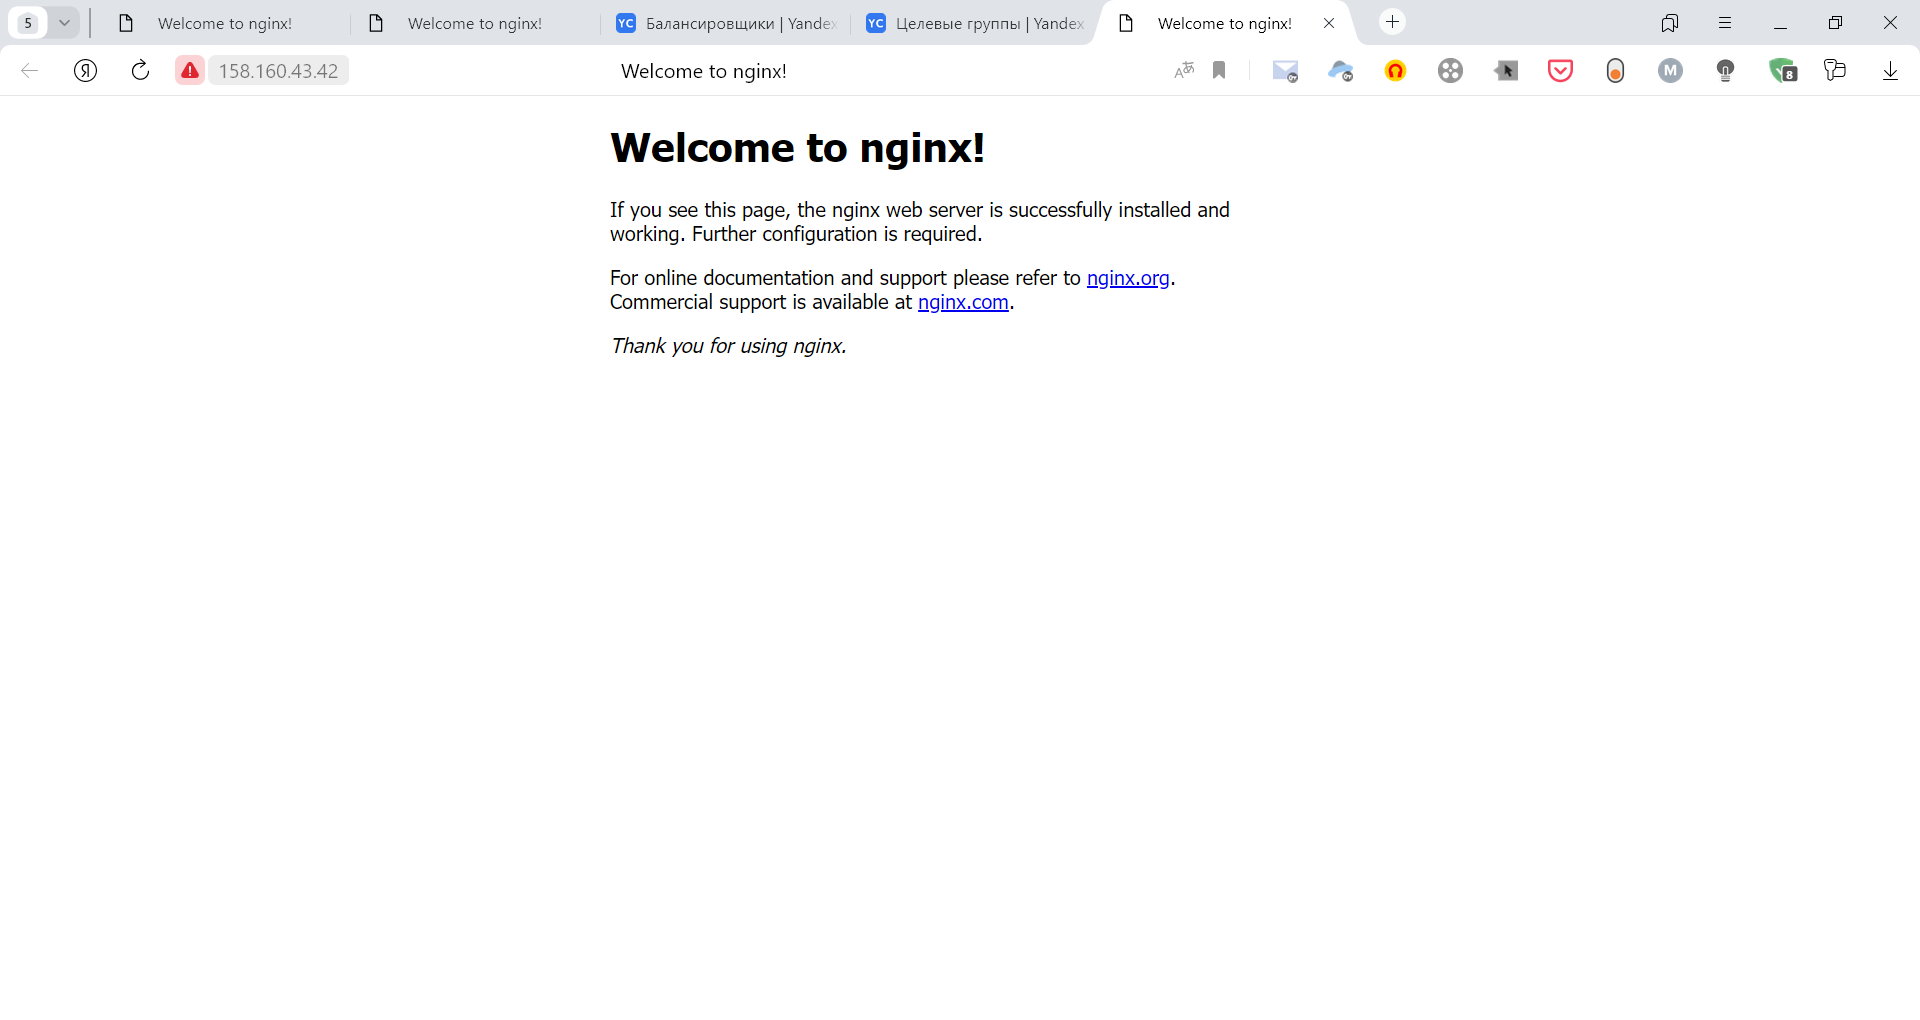 5
Welcome to nginx!
Welcome to nginx!
YC Балансировщики | Yandex
YC Целевые группы | Yandex
Welcome to nginx!
Я
158.160.43.42
Welcome to nginx!
M
8
Welcome to nginx!
If you see this page, the nginx web server is successfully installed and
working. Further configuration is required.
For online documentation and support please refer to nginx.org.
Commercial support is available at nginx.com.
Thank you for using nginx.